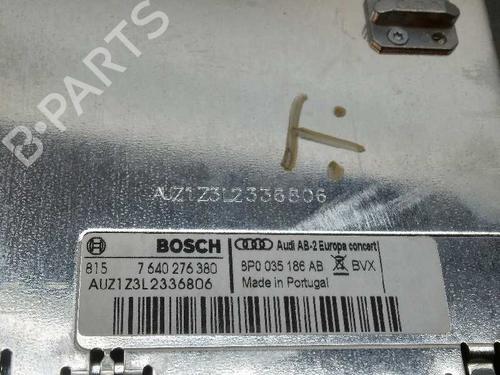 AUZ1Z3L2336806
BOSCH
Audi AB-2 Europa concert
815 7 640 276 380
8P0 035 186 AB BVX
AUZ1Z3L2336806
Made in Portugal
B-PARTS